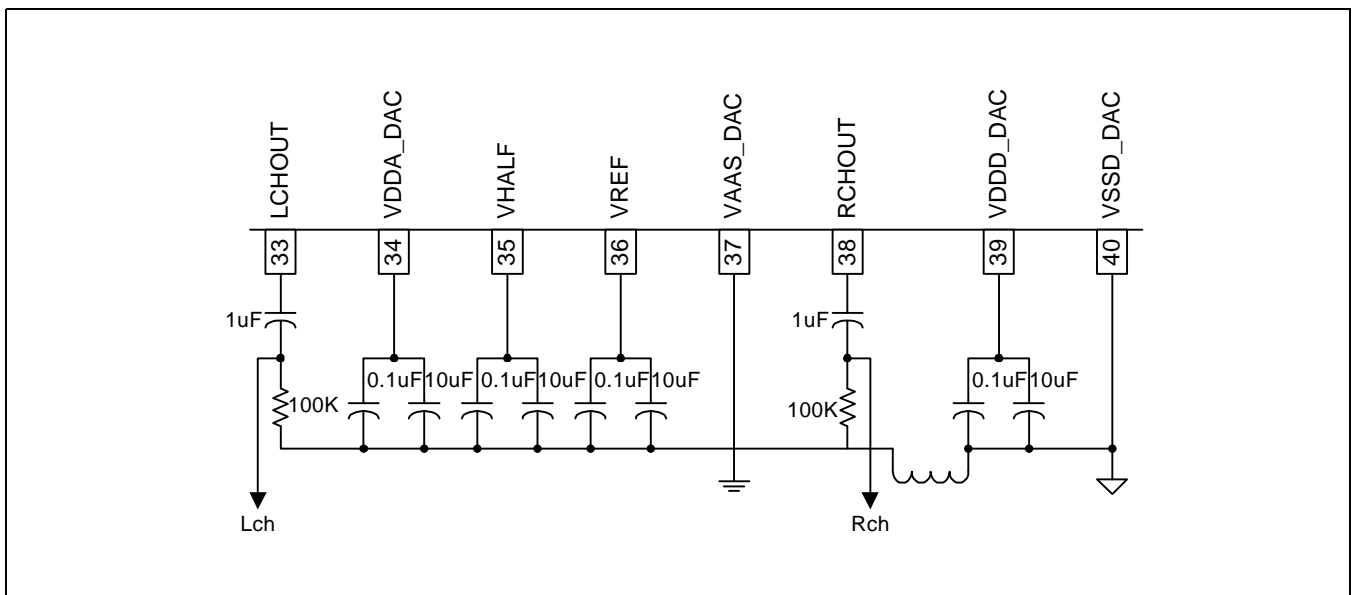 LCHOUT
VDDA_DAC
VHALF
VREF
VAAS_DAC
RCHOUT
VDDD_DAC
VSSD_DAC
33
34
35
36
37
38
39
40
1uF
1uF
0.1uF 10uF
0.1uF 10uF
0.1uF 10uF
0.1uF 10uF
100K
100K
Lch
Rch